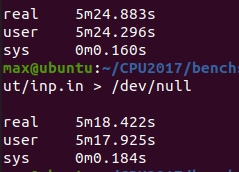 real 5m24.883s
user 5m24.296s
sys 0m0.160s
max@ubuntu:~/CPU2017/benchs
ut/inp.in > /dev/null
real 5m18.422s
user 5m17.925s
sys 0m0.184s